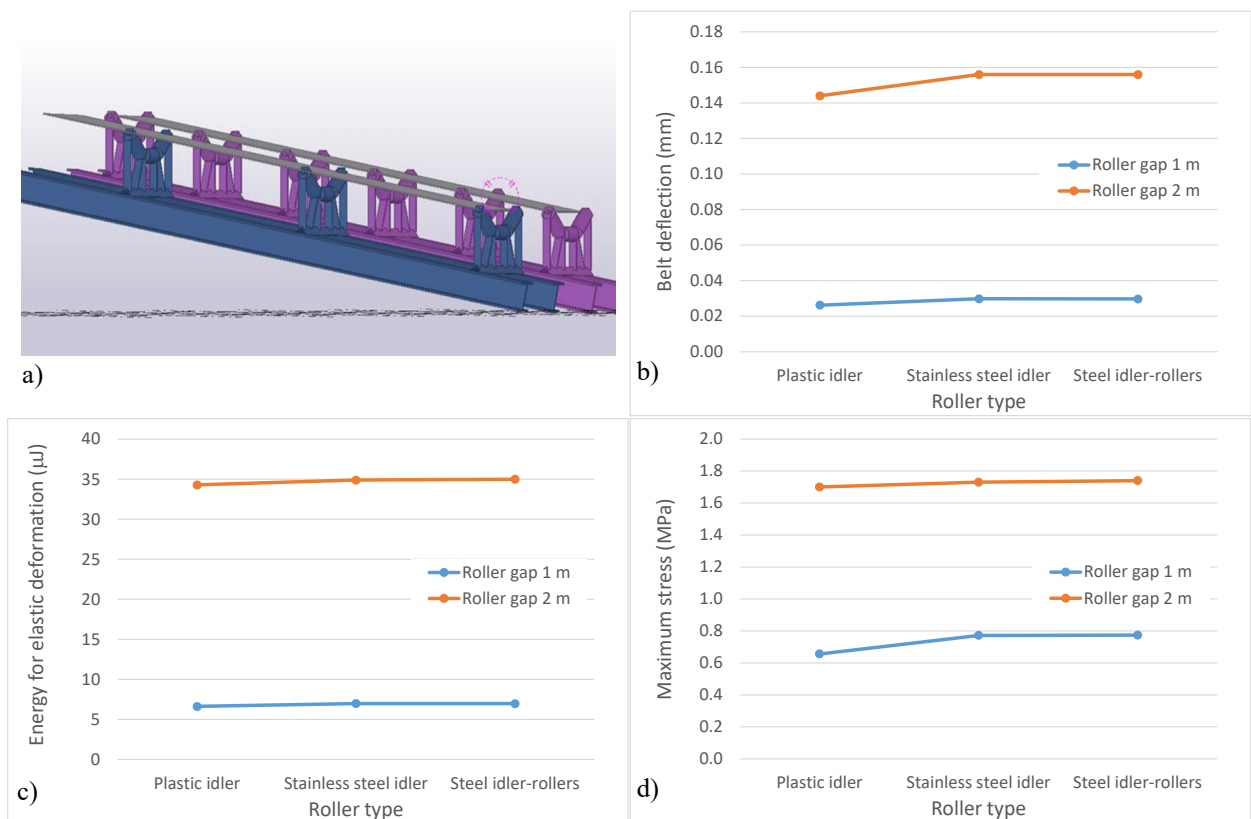 a)
b)
Belt deflection (mm)
0.18
0.16
0.14
0.12
0.10
0.08
0.06
0.04
0.02
0.00
Roller gap 1 m
Roller gap 2 m
Plastic idler
Stainless steel idler
Steel idler-rollers
Roller type
c)
Energy for elastic deformation (µJ)
40
35
30
25
20
15
10
5
0
Roller gap 1 m
Roller gap 2 m
Plastic idler
Stainless steel idler
Steel idler-rollers
Roller type
d)
Maximum stress (MPa)
2.0
1.8
1.6
1.4
1.2
1.0
0.8
0.6
0.4
0.2
0.0
Roller gap 1 m
Roller gap 2 m
Plastic idler
Stainless steel idler
Steel idler-rollers
Roller type